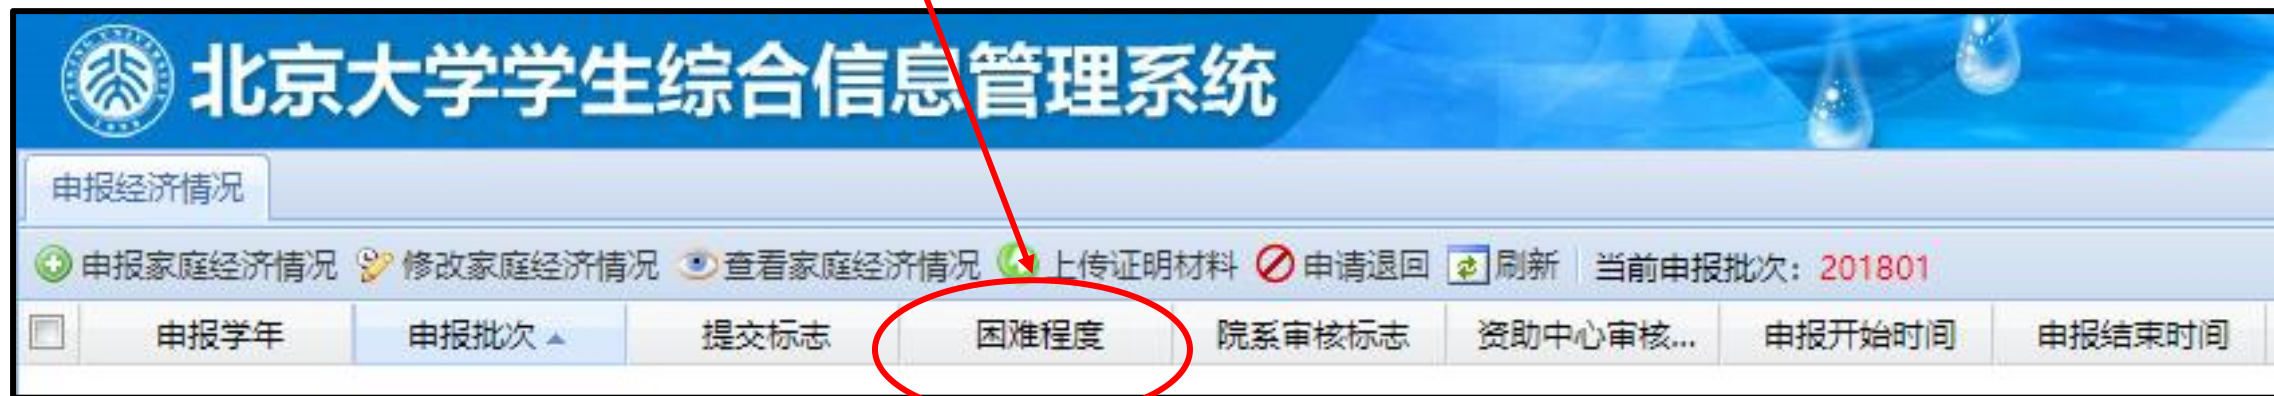 北京大学学生综合信息管理系统
申报经济情况
申报家庭经济情况 修改家庭经济情况 查看家庭经济情况 上传证明材料 申请退回 刷新 当前申报批次：201801
申报学年 申报批次 提交标志 困难程度 院系审核标志 资助中心审核... 申报开始时间 申报结束时间